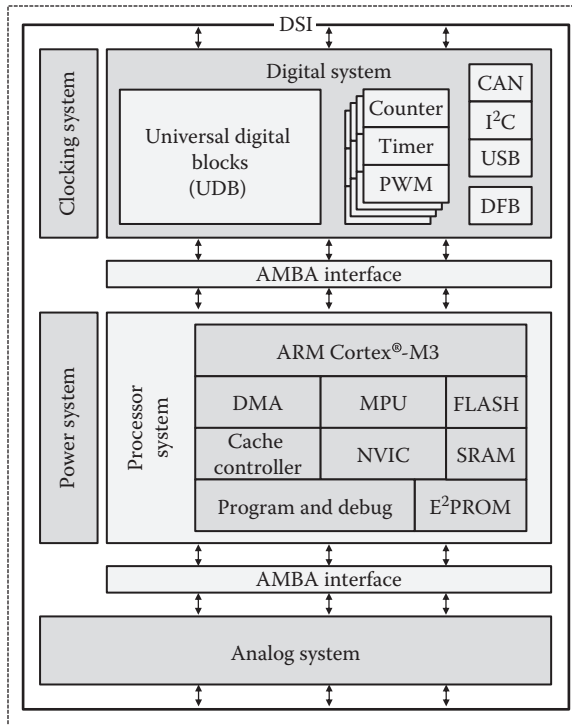 DSI
Clocking system
Digital system
Universal digital
blocks
(UDB)
Counter
Timer
PWM
CAN
I²C
USB
DFB
AMBA interface
Power system
Processor
system
ARM Cortex®-M3
DMA
MPU
FLASH
Cache
controller
NVIC
SRAM
Program and debug
E²PROM
AMBA interface
Analog system